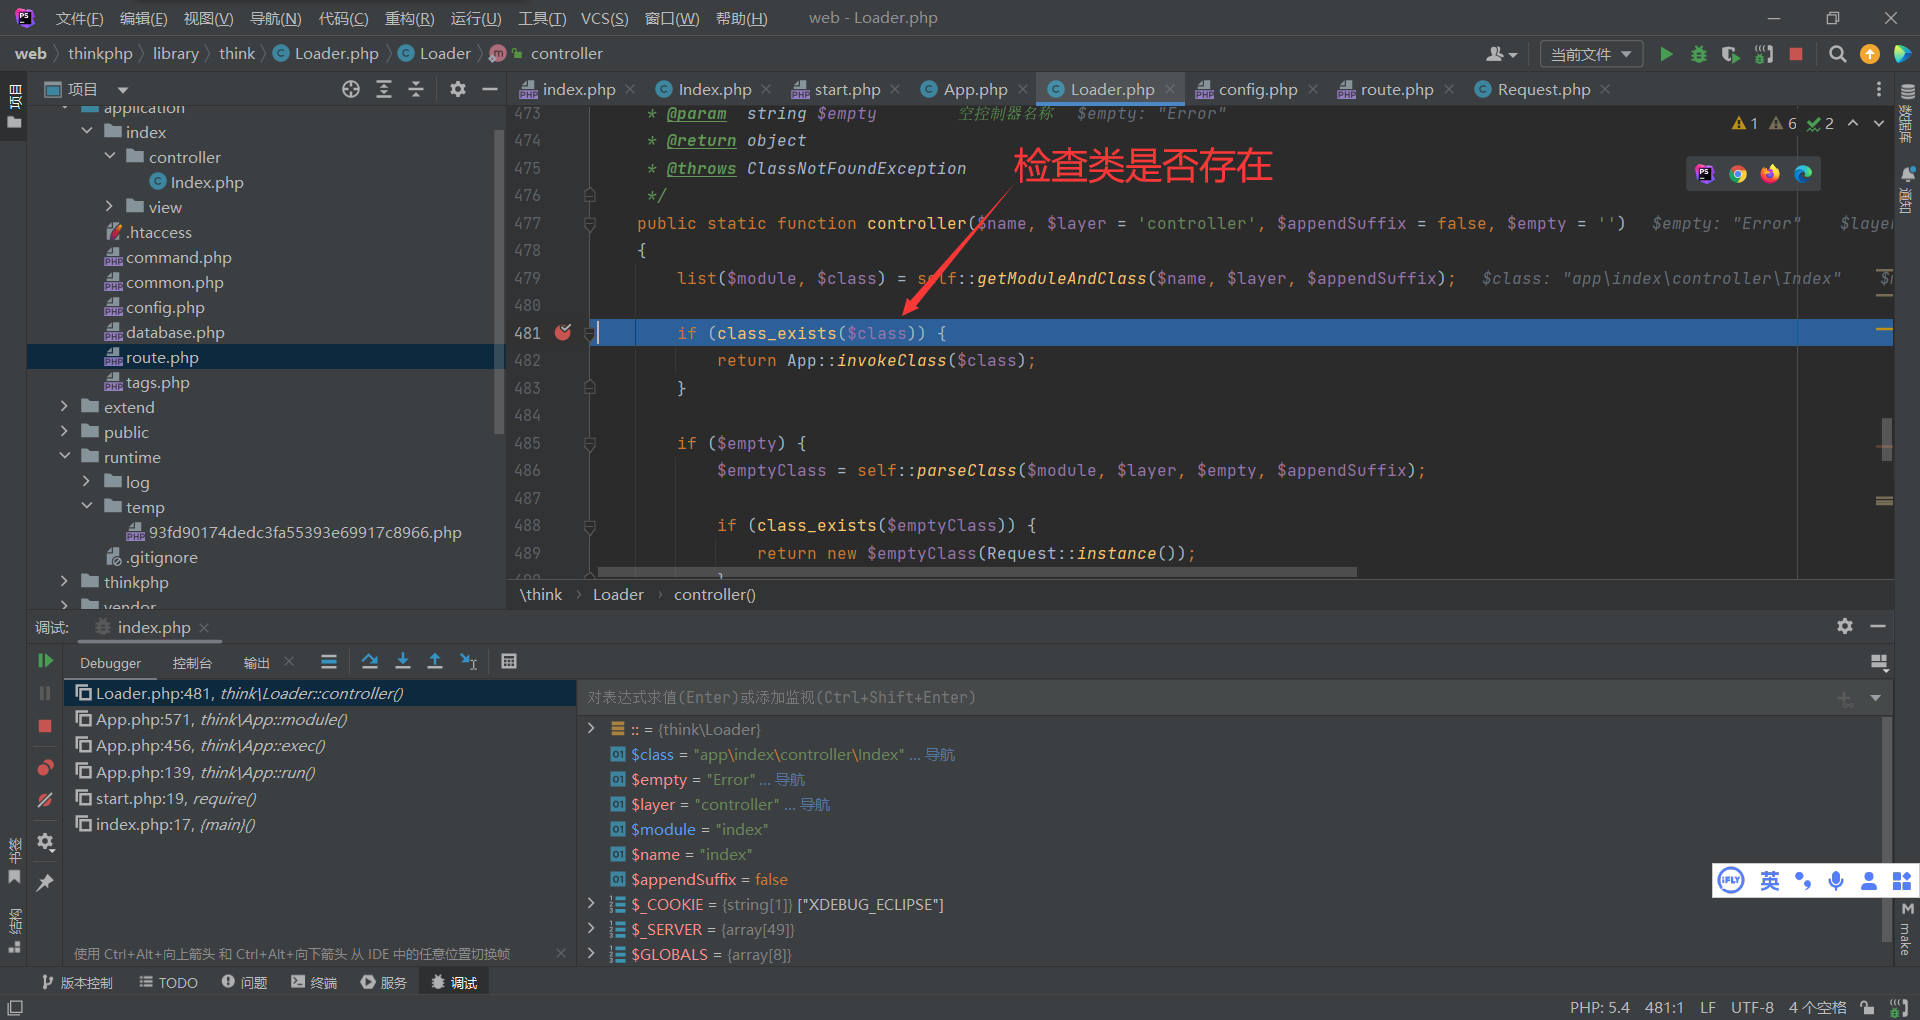 文件(F) 编辑(E) 视图(V) 导航(N) 代码(C) 重构(R) 运行(U) 工具(T) VCS(S) 窗口(W) 帮助(H) web - Loader.php
web thinkphp library think Loader.php Loader m controller 当前文件
项目 index.php Index.php start.php App.php Loader.php config.php route.php Request.php
项目
application
index
controller
Index.php
view
.htaccess
command.php
common.php
config.php
database.php
route.php
tags.php
extend
public
runtime
log
temp
93fd90174dedc3fa55393e69917c8966.php
.gitignore
thinkphp
vendor
1 6 2
473 * @param string $empty 空控制器名称 $empty: "Error"
474 * @return object
475 * @throws ClassNotFoundException
476 */
477 public static function controller($name, $layer = 'controller', $appendSuffix = false, $empty = '') $empty: "Error" $layer
478 {
479 list($module, $class) = self::getModuleAndClass($name, $layer, $appendSuffix); $class: "app\index\controller\Index"
480
481 if (class_exists($class)) {
482 return App::invokeClass($class);
483 }
484
485 if ($empty) {
486 $emptyClass = self::parseClass($module, $layer, $empty, $appendSuffix);
487
488 if (class_exists($emptyClass)) {
489 return new $emptyClass(Request::instance());
检查类是否存在
\think Loader controller()
数据库
通知
调试: index.php
Debugger 控制台 输出
Loader.php:481, think\Loader::controller()
App.php:571, think\App::module()
App.php:456, think\App::exec()
App.php:139, think\App::run()
start.php:19, require()
index.php:17, {main}()
使用 Ctrl+Alt+向上箭头 和 Ctrl+Alt+向下箭头 从 IDE 中的任意位置切换帧
对表达式求值(Enter)或添加监视(Ctrl+Shift+Enter)
:: = {think\Loader}
$class = "app\index\controller\Index" ... 导航
$empty = "Error" ... 导航
$layer = "controller" ... 导航
$module = "index"
$name = "index"
$appendSuffix = false
$_COOKIE = {string[1]} ["XDEBUG_ECLIPSE"]
$_SERVER = {array[49]}
$GLOBALS = {array[8]}
书签
结构
iFLY 英
M make
版本控制 TODO 问题 终端 服务 调试
PHP: 5.4 481:1 LF UTF-8 4 个空格